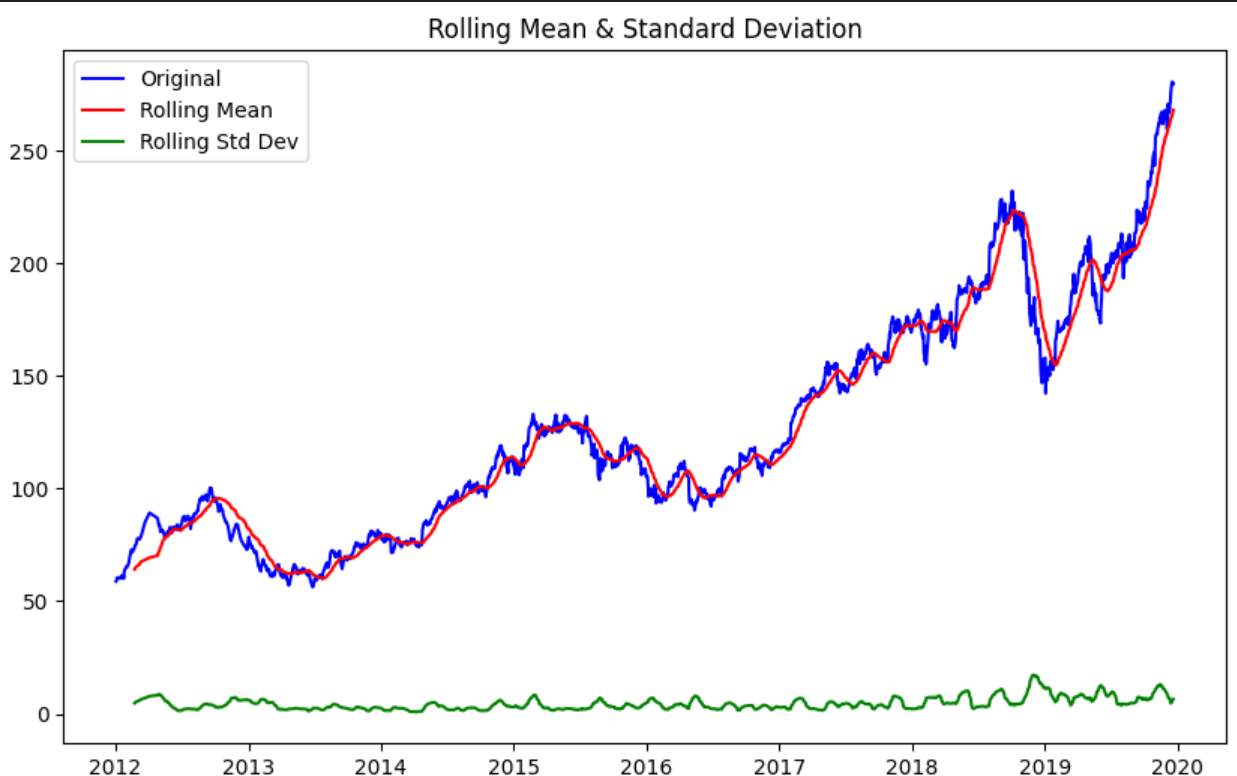 Rolling Mean & Standard Deviation
Original
Rolling Mean
Rolling Std Dev
250
200
150
100
50
0
2012 2013 2014 2015 2016 2017 2018 2019 2020